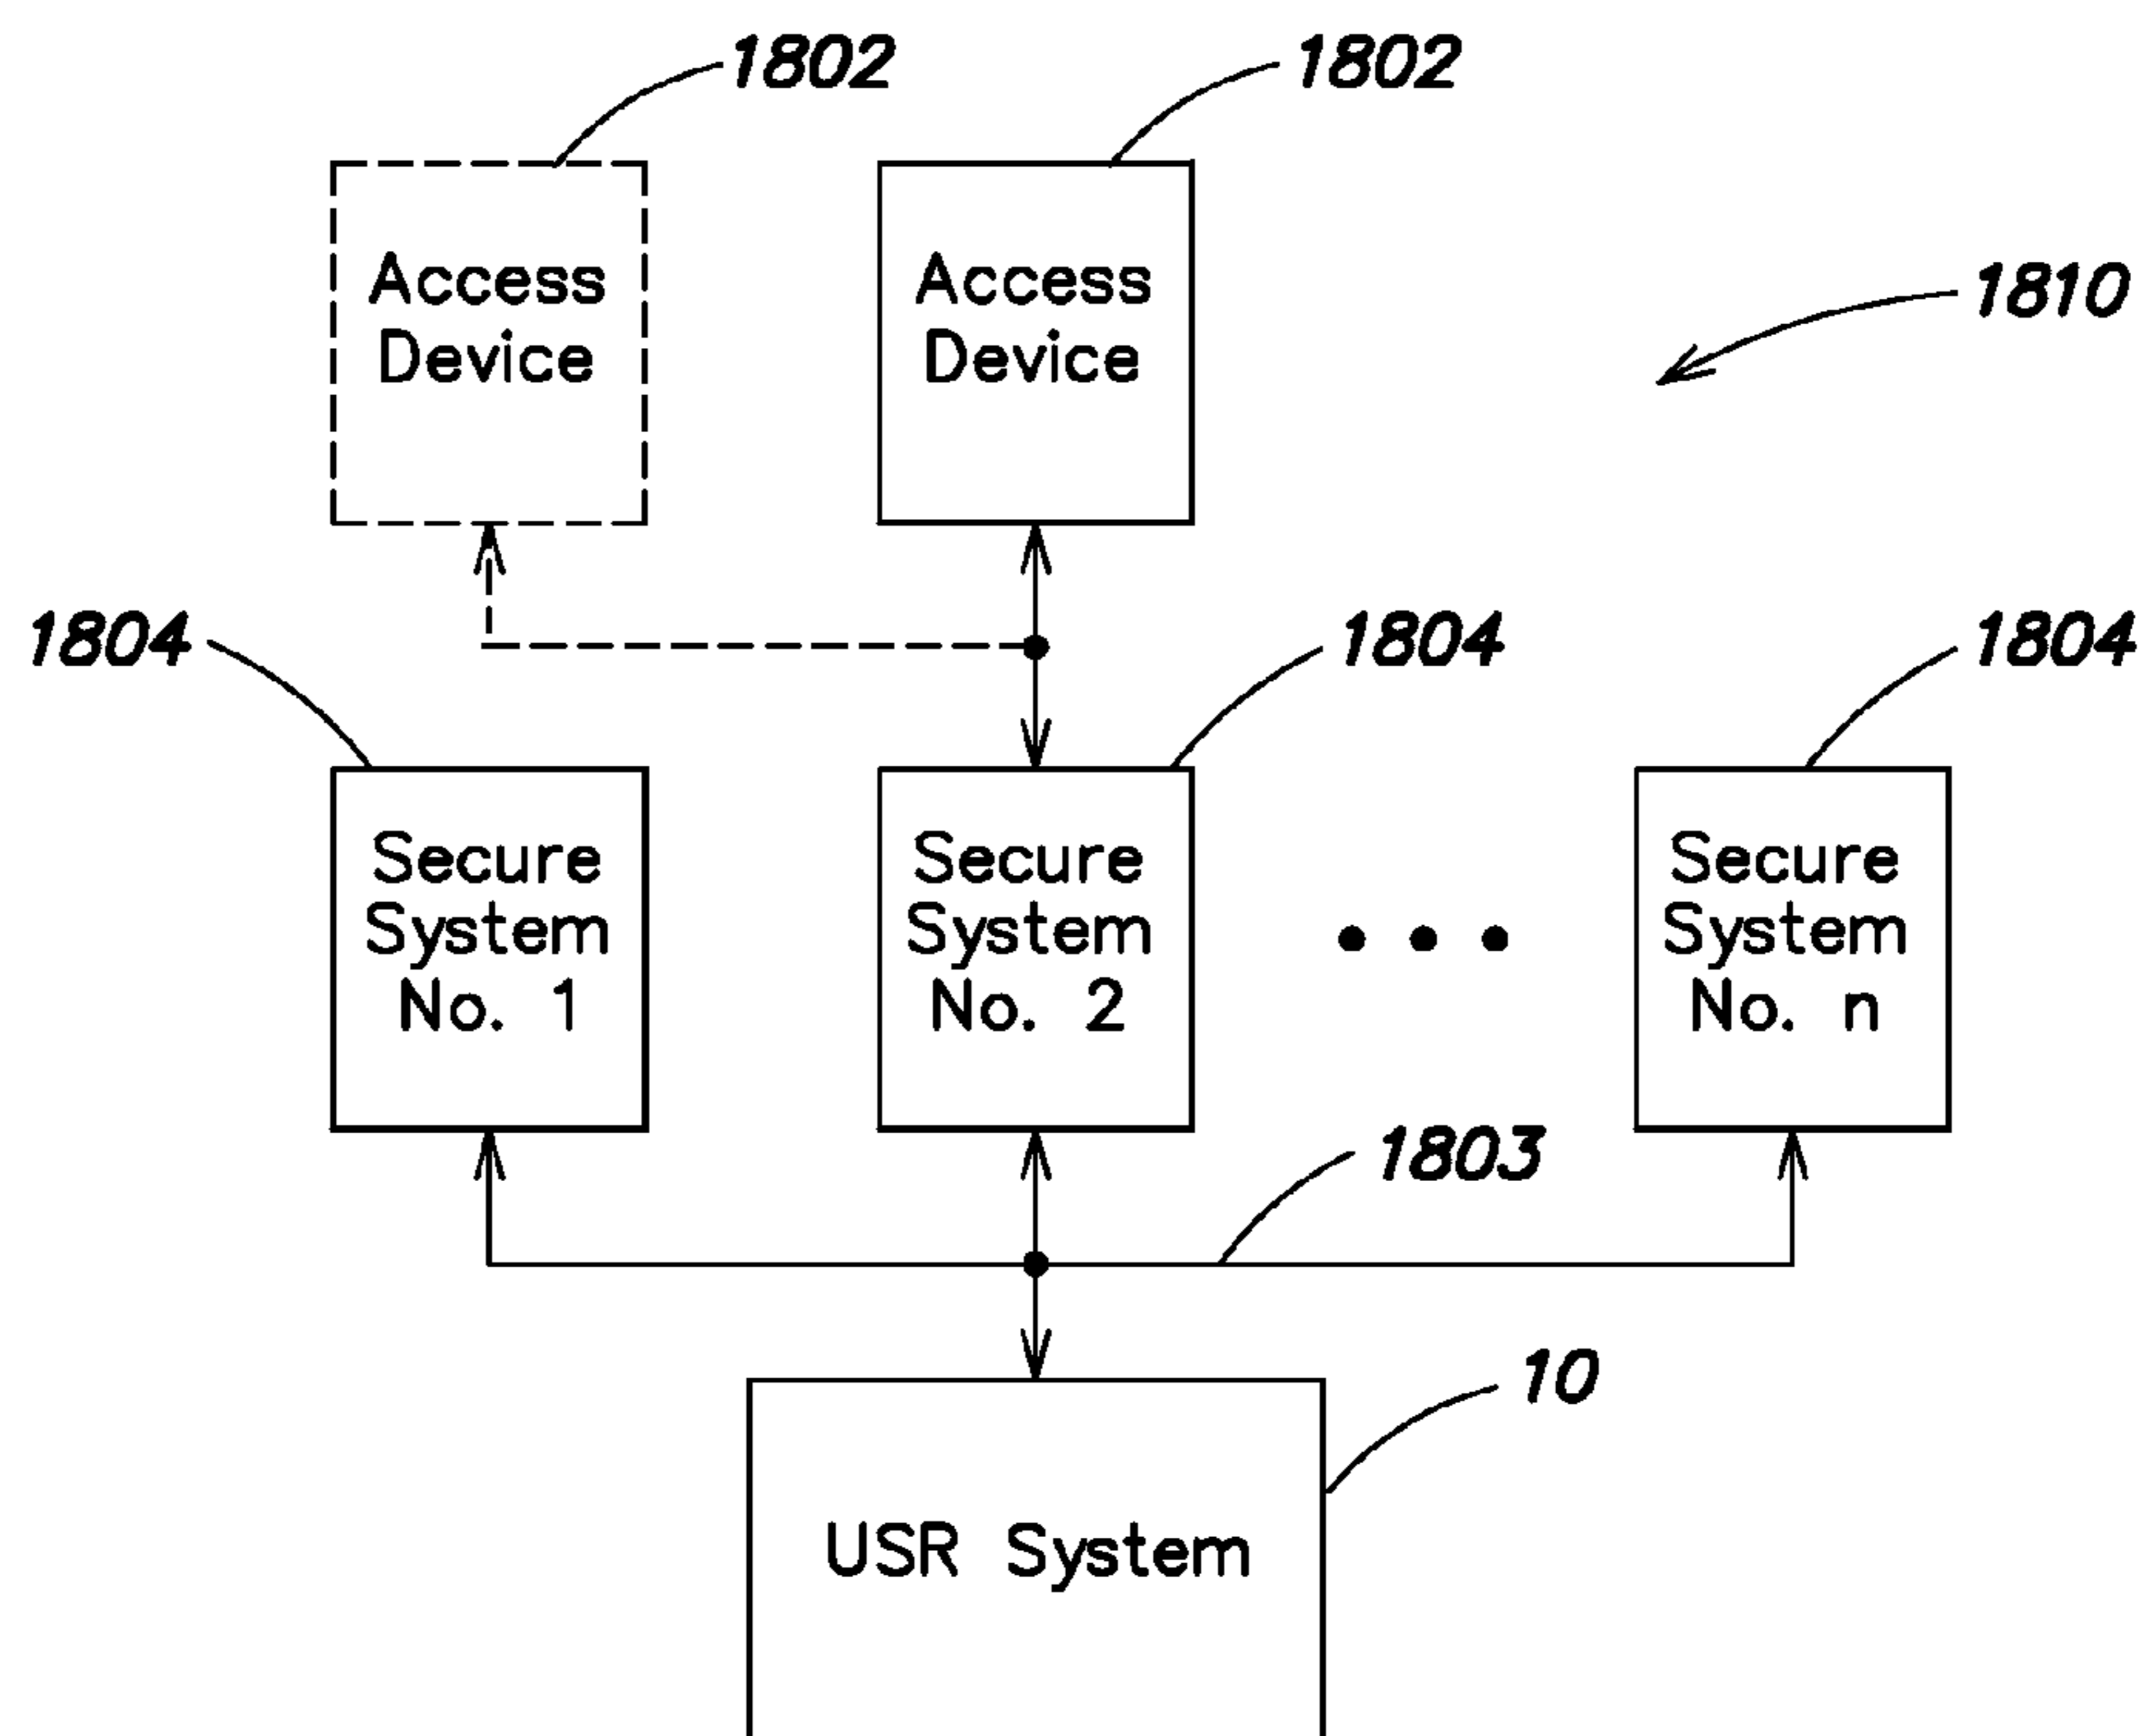 1802
1802
Access
Device
Access
Device
1810
1804
1804
1804
Secure
System
No. 1
Secure
System
No. 2
Secure
System
No. n
1803
10
USR System